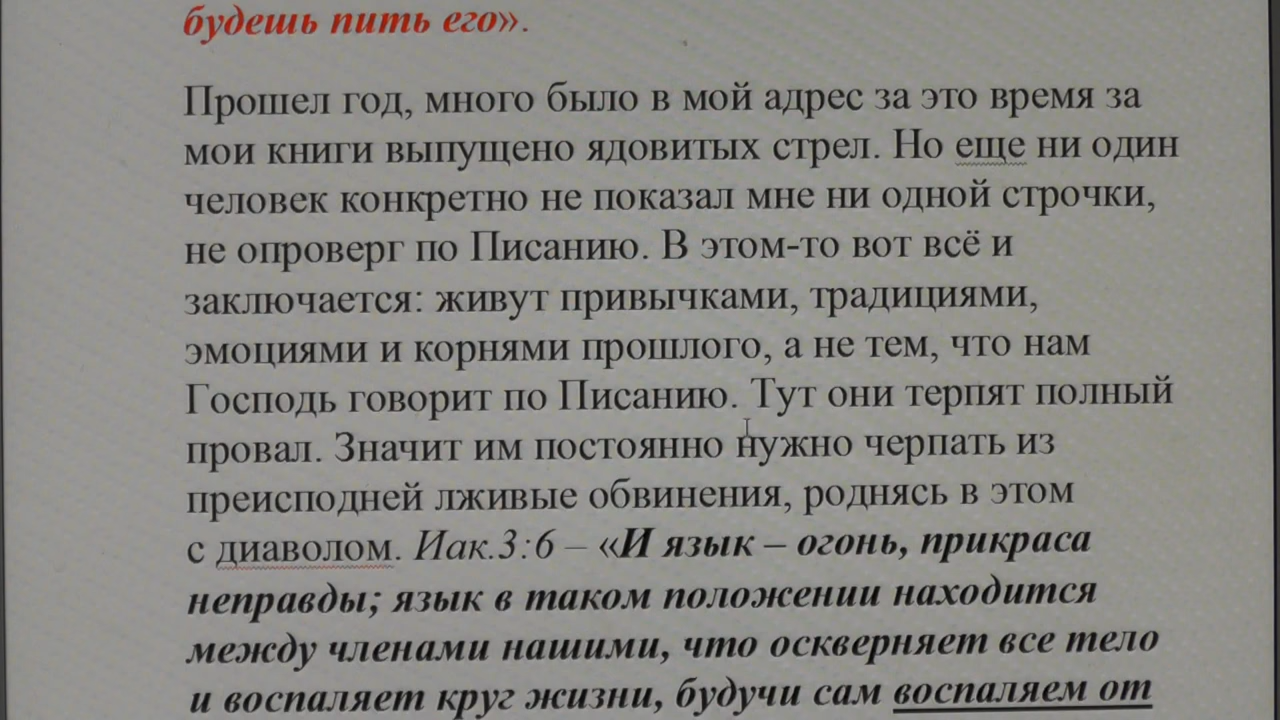 будешь пить его».
Прошел год, много было в мой адрес за это время за
мои книги выпущено ядовитых стрел. Но еще ни один
человек конкретно не показал мне ни одной строчки,
не опроверг по Писанию. В этом-то вот всё и
заключается: живут привычками, традициями,
эмоциями и корнями прошлого, а не тем, что нам
Господь говорит по Писанию. Тут они терпят полный
провал. Значит им постоянно нужно черпать из
преисподней лживые обвинения, роднясь в этом
с диаволом. Иак.3:6 – «И язык – огонь, прикраса
неправды; язык в таком положении находится
между членами нашими, что оскверняет все тело
и воспаляет круг жизни, будучи сам воспаляем от